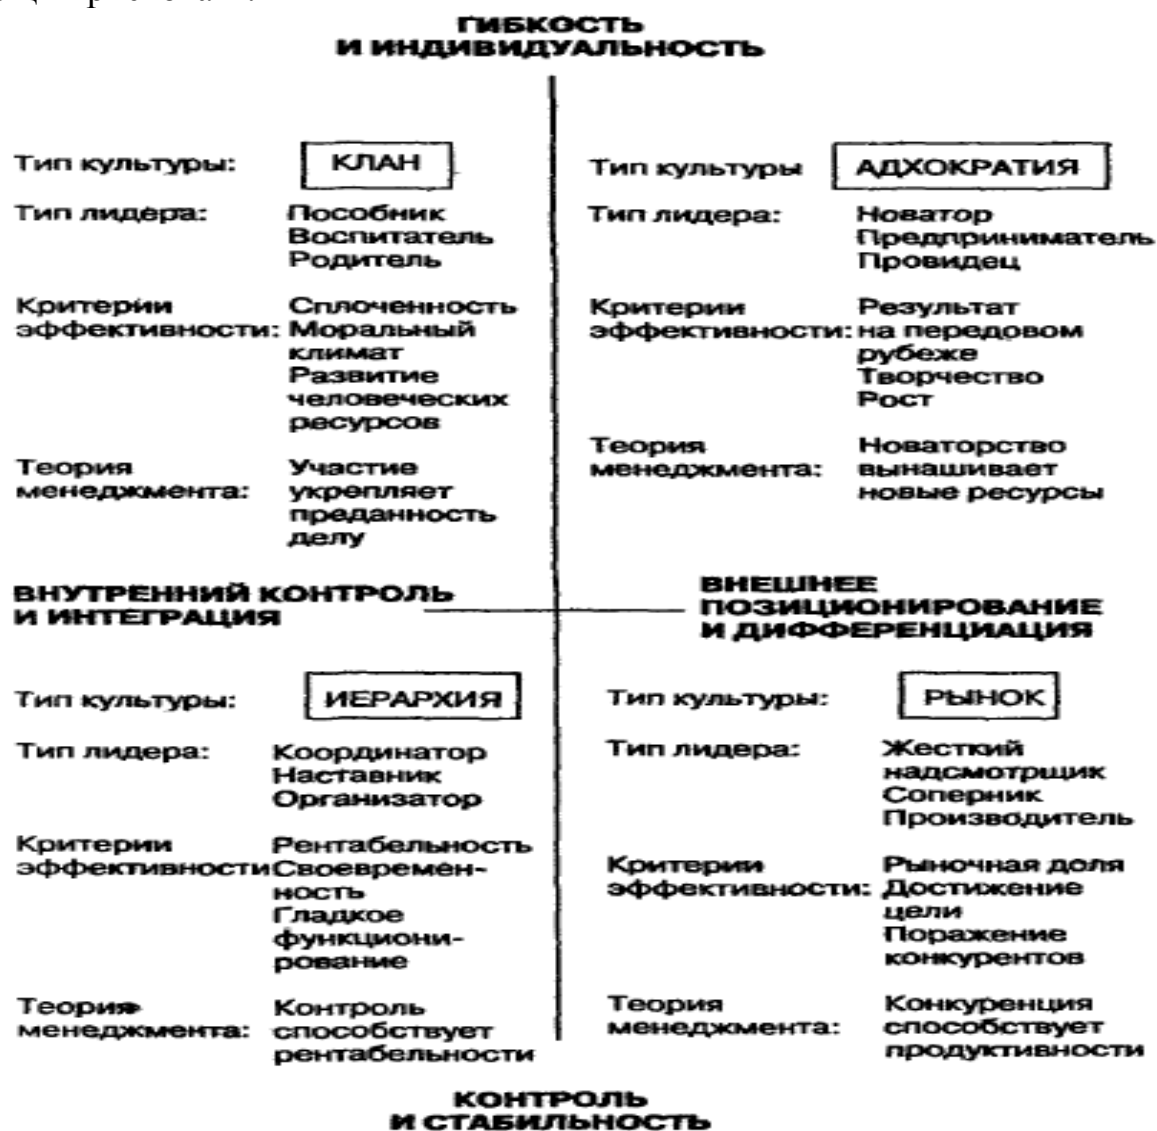 ГИБКОСТЬ
И ИНДИВИДУАЛЬНОСТЬ
Тип культуры: КЛАН
Тип лидера: Пособник
Воспитатель
Родитель
Критерии Сплоченность
эффективности: Моральный
климат
Развитие
человеческих
ресурсов
Теория Участие
менеджмента: укрепляет
преданность
делу
Тип культуры АДХОКРАТИЯ
Тип лидера: Новатор
Предприниматель
Провидец
Критерии Результат
эффективности: на передовом
рубеже
Творчество
Рост
Теория Новаторство
менеджмента: вынашивает
новые ресурсы
ВНУТРЕННИЙ КОНТРОЛЬ
И ИНТЕГРАЦИЯ
ВНЕШНЕЕ
ПОЗИЦИОНИРОВАНИЕ
И ДИФФЕРЕНЦИАЦИЯ
Тип культуры: ИЕРАРХИЯ
Тип лидера: Координатор
Наставник
Организатор
Критерии Рентабельность
эффективности Своевремен-
ность
Гладкое
функциони-
рование
Теория Контроль
менеджмента: способствует
рентабельности
Тип культуры: РЫНОК
Тип лидера: Жесткий
надсмотрщик
Соперник
Производитель
Критерии Рыночная доля
эффективности: Достижение
цели
Поражение
конкурентов
Теория Конкуренция
менеджмента: способствует
продуктивности
КОНТРОЛЬ
И СТАБИЛЬНОСТЬ